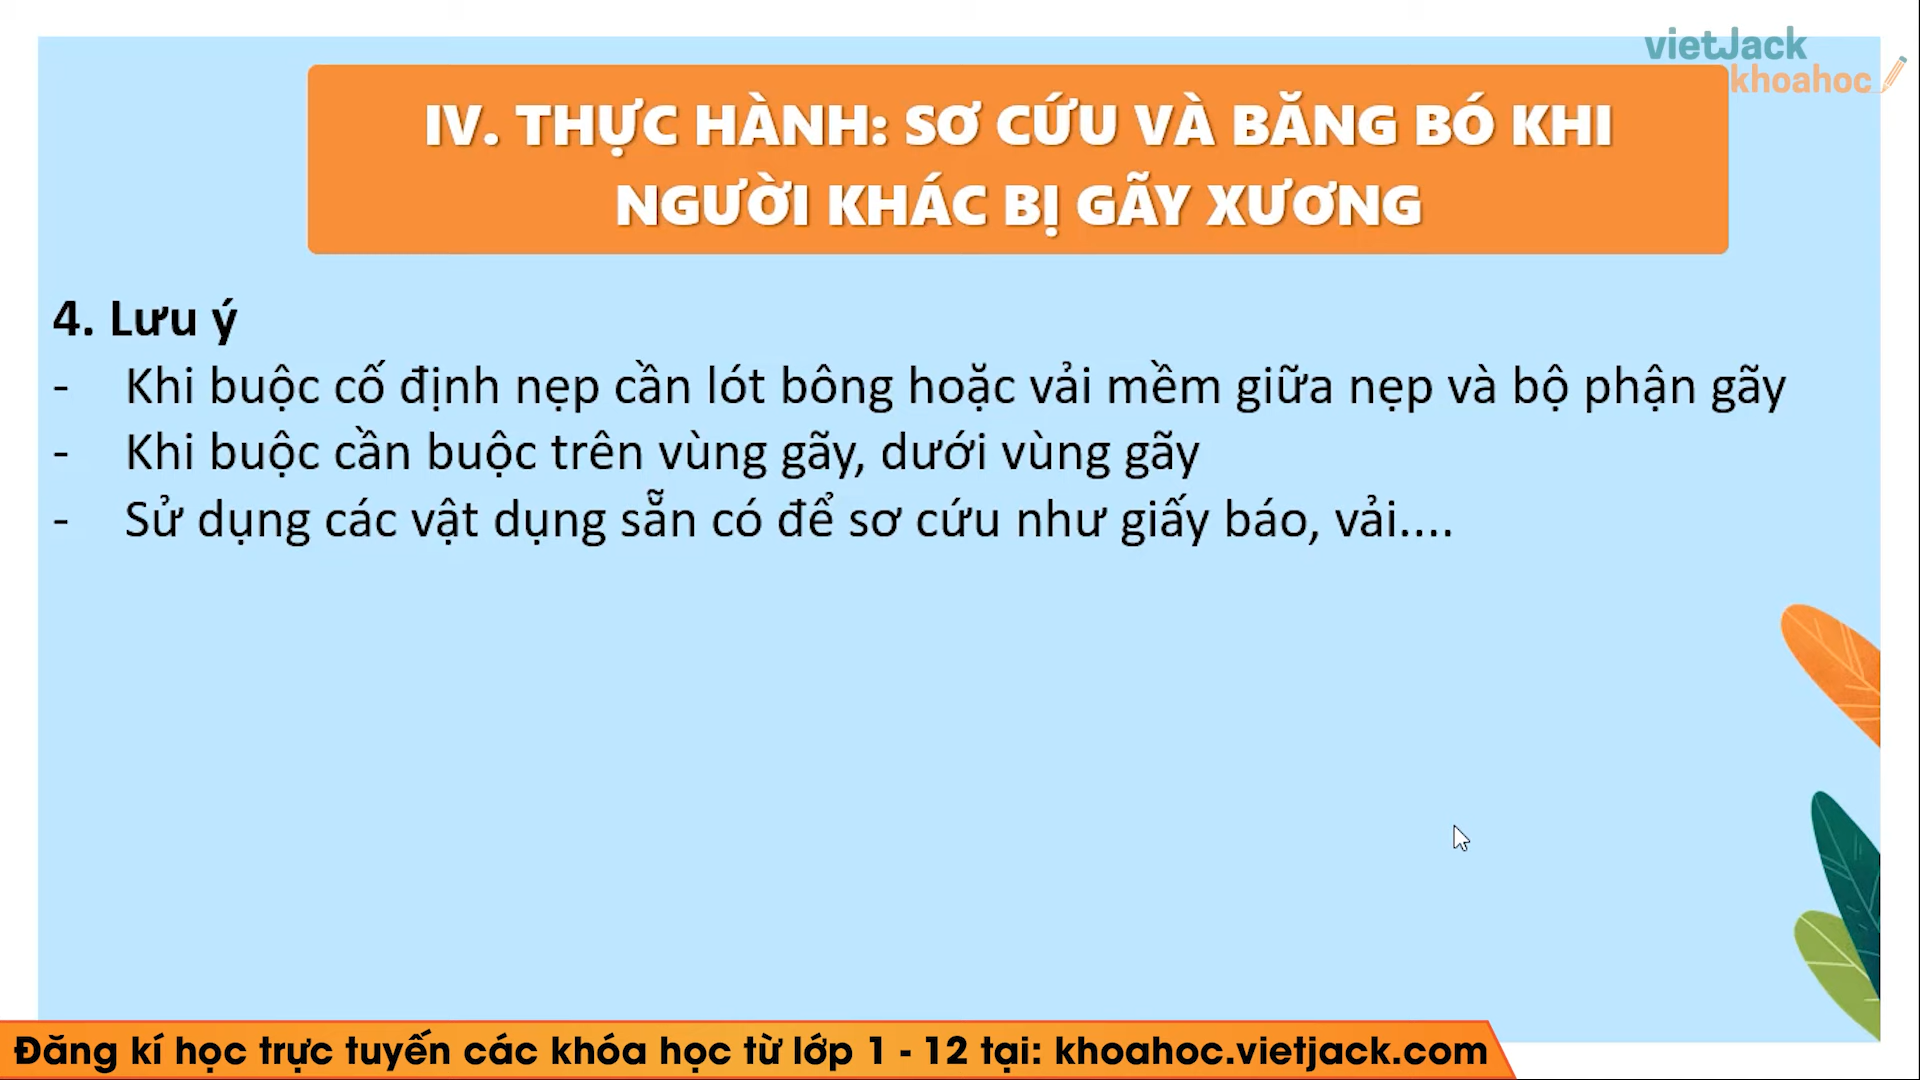 vietJack
khoahoc
IV. THỰC HÀNH: SƠ CỨU VÀ BĂNG BÓ KHI
NGƯỜI KHÁC BỊ GÃY XƯƠNG
4. Lưu ý
- Khi buộc cố định nẹp cần lót bông hoặc vải mềm giữa nẹp và bộ phận gãy
- Khi buộc cần buộc trên vùng gãy, dưới vùng gãy
- Sử dụng các vật dụng sẵn có để sơ cứu như giấy báo, vải....
Đăng kí học trực tuyến các khóa học từ lớp 1 - 12 tại: khoahoc.vietjack.com